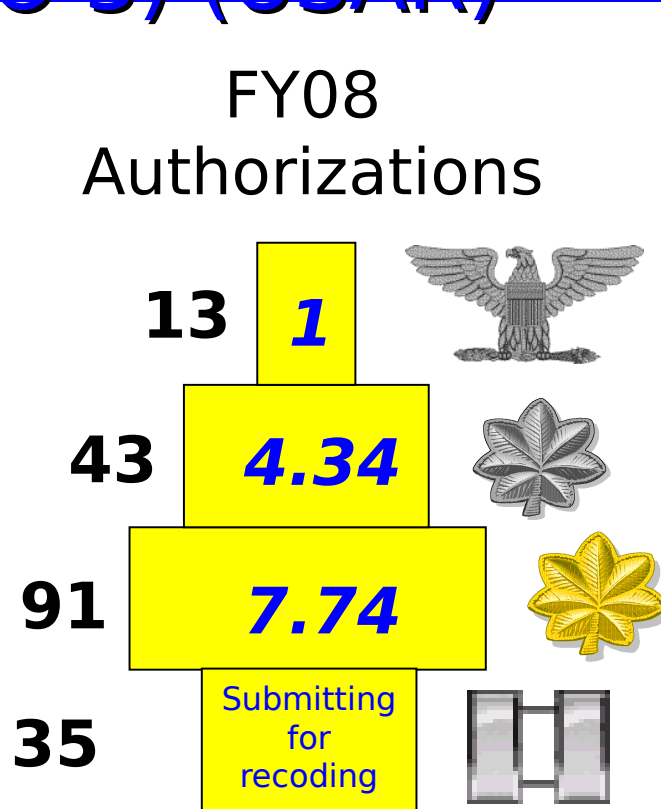 FY08
Authorizations
13
1
43
4.34
91
7.74
35
Submitting
for
recoding